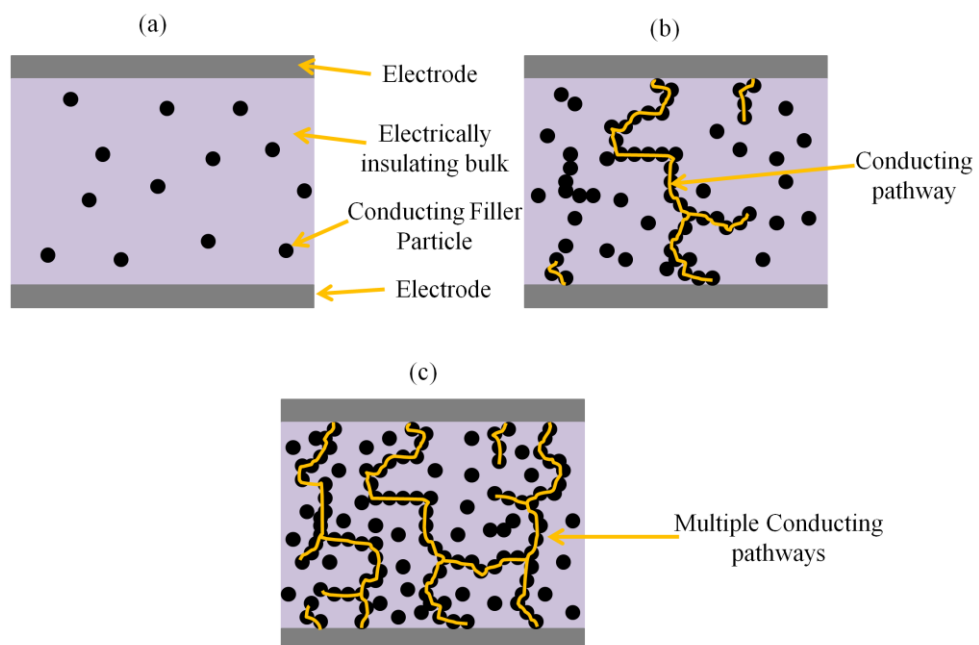 (a)
Electrode
Electrically
insulating bulk
Conducting Filler
Particle
Electrode
(b)
Conducting
pathway
(c)
Multiple Conducting
pathways